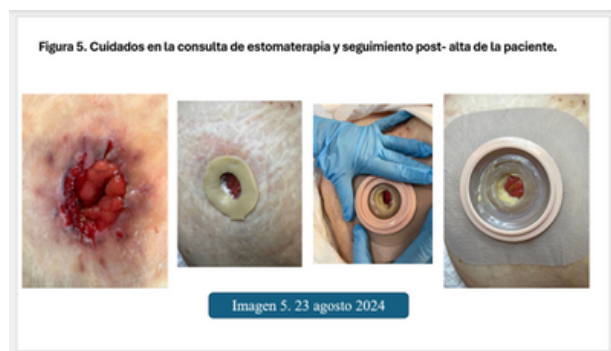 Figura 5. Cuidados en la consulta de estomaterapia y seguimiento post- alta de la paciente.
Imagen 5. 23 agosto 2024